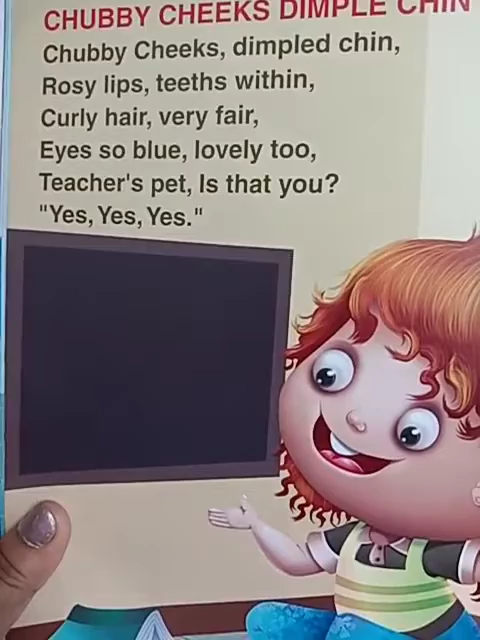 CHUBBY CHEEKS DIMPLE CHIN
Chubby Cheeks, dimpled chin,
Rosy lips, teeths within,
Curly hair, very fair,
Eyes so blue, lovely too,
Teacher's pet, Is that you?
"Yes, Yes, Yes."